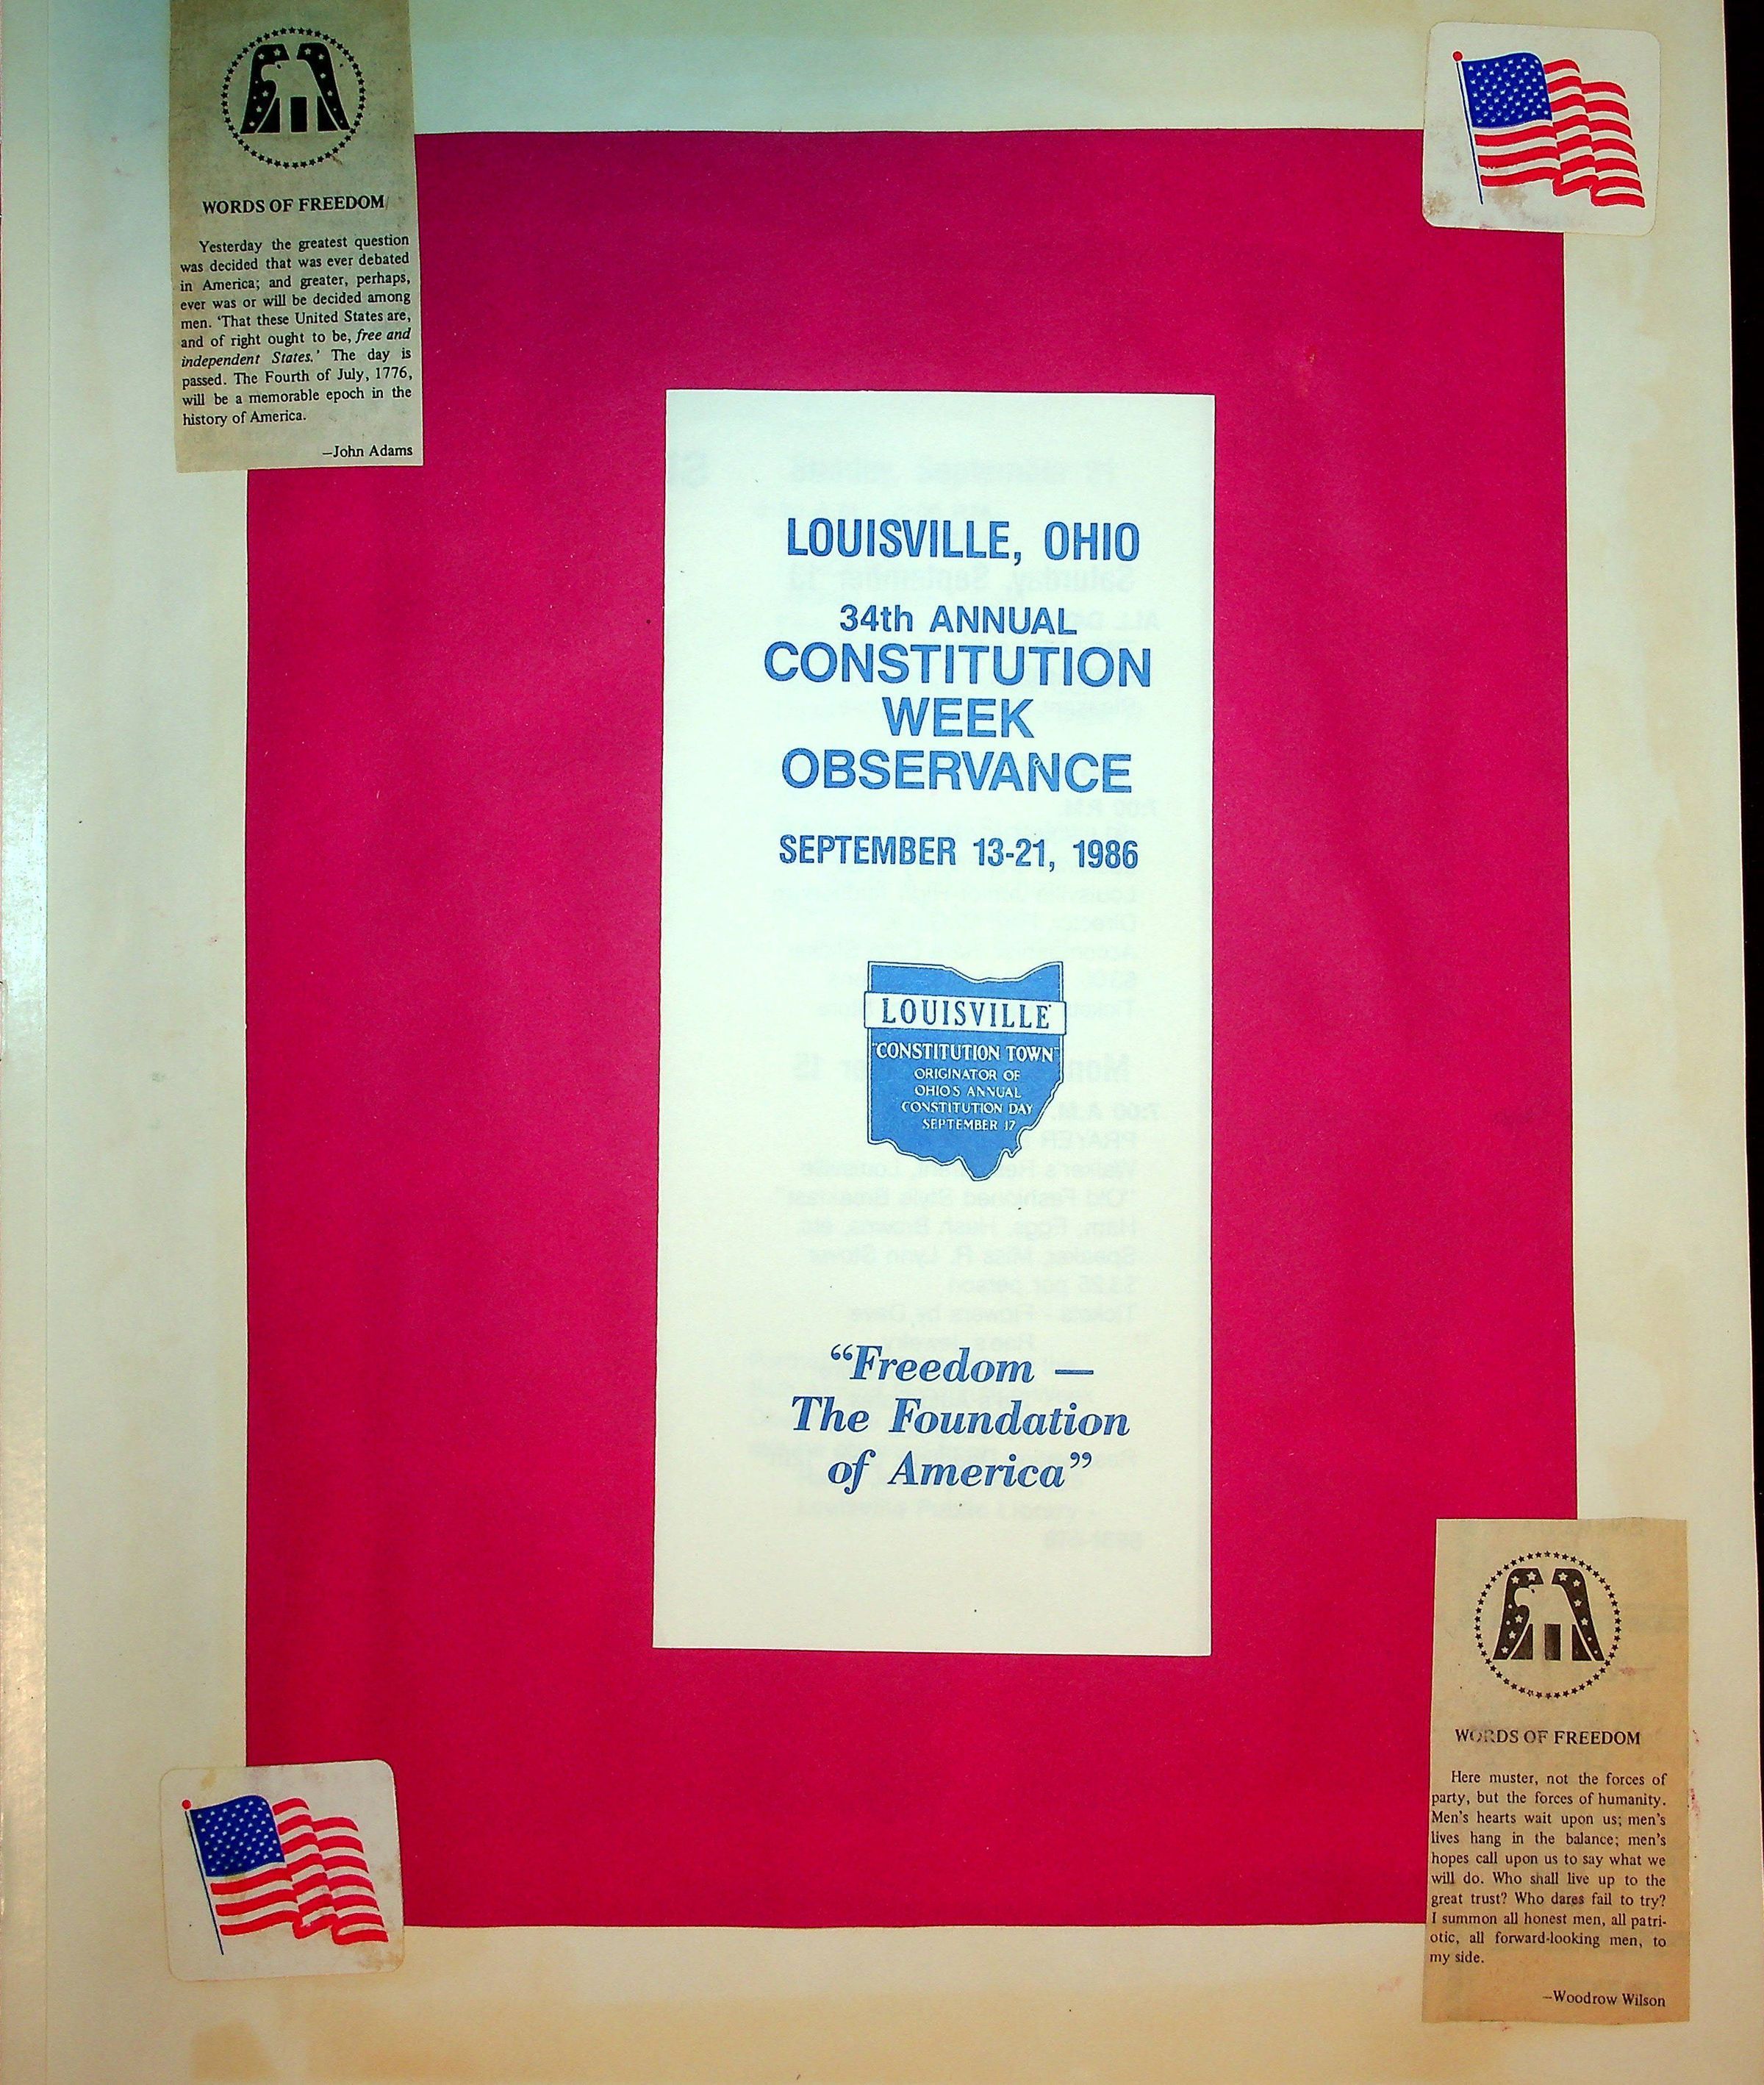 WORDS OF FREEDOM
Yesterday the greatest question
was decided that was ever debated
in America; and greater, perhaps,
ever was or will be decided among
men. 'That these United States are,
and of right ought to be, free and
independent States.' The day is
passed. The Fourth of July, 1776,
will be a memorable epoch in the
history of America.
—John Adams
LOUISVILLE, OHIO
34th ANNUAL
CONSTITUTION
WEEK
OBSERVANCE
SEPTEMBER 13-21, 1986
LOUISVILLE
"CONSTITUTION TOWN"
ORIGINATOR OF
OHIO'S ANNUAL
CONSTITUTION DAY
SEPTEMBER 17
"Freedom —
The Foundation
of America"
WORDS OF FREEDOM
Here muster, not the forces of
party, but the forces of humanity.
Men's hearts wait upon us; men's
lives hang in the balance; men's
hopes call upon us to say what we
will do. Who shall live up to the
great trust? Who dares fail to try?
I summon all honest men, all patri-
otic, all forward-looking men, to
my side.
—Woodrow Wilson